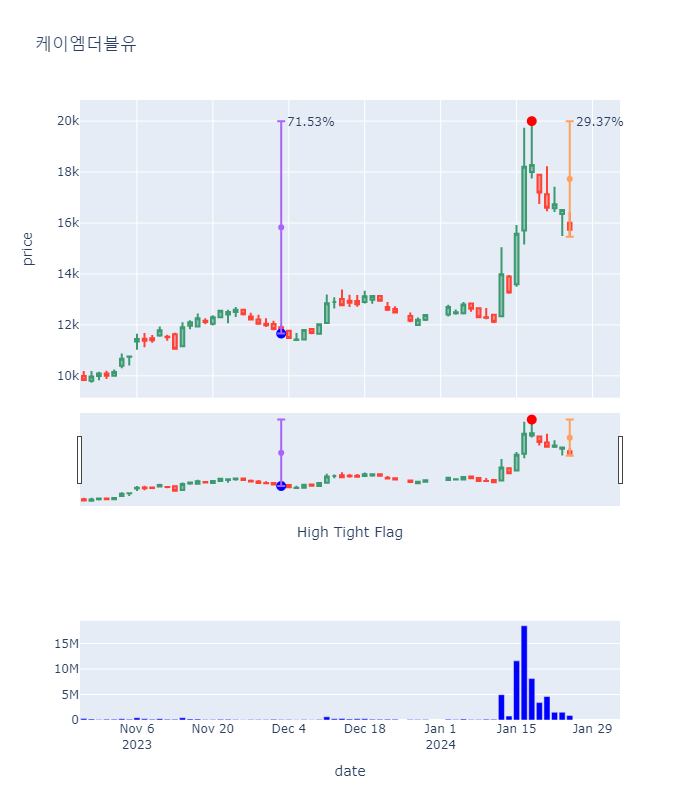 케이엠더블유
20k
18k
16k
14k
12k
10k
price
71.53%
29.37%
High Tight Flag
15M
10M
5M
0
Nov 6
2023
Nov 20
Dec 4
Dec 18
Jan 1
2024
Jan 15
Jan 29
date